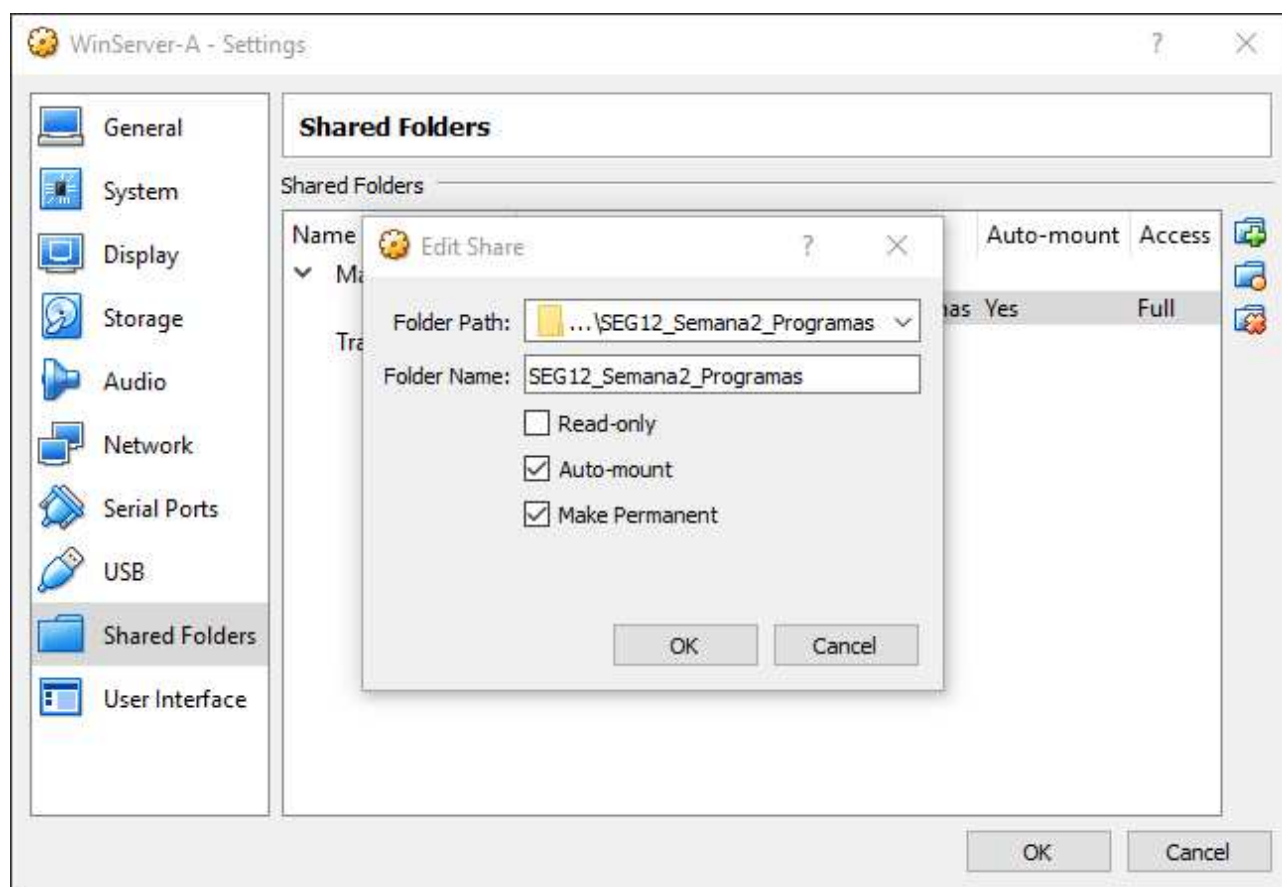 WinServer-A - Settings
General
System
Display
Storage
Audio
Network
Serial Ports
USB
Shared Folders
User Interface
Shared Folders
Shared Folders
Name
Auto-mount
Access
Yes
Full
Edit Share
Folder Path:
...\SEG12_Semana2_Programas
Folder Name:
SEG12_Semana2_Programas
Read-only
Auto-mount
Make Permanent
OK
Cancel
OK
Cancel